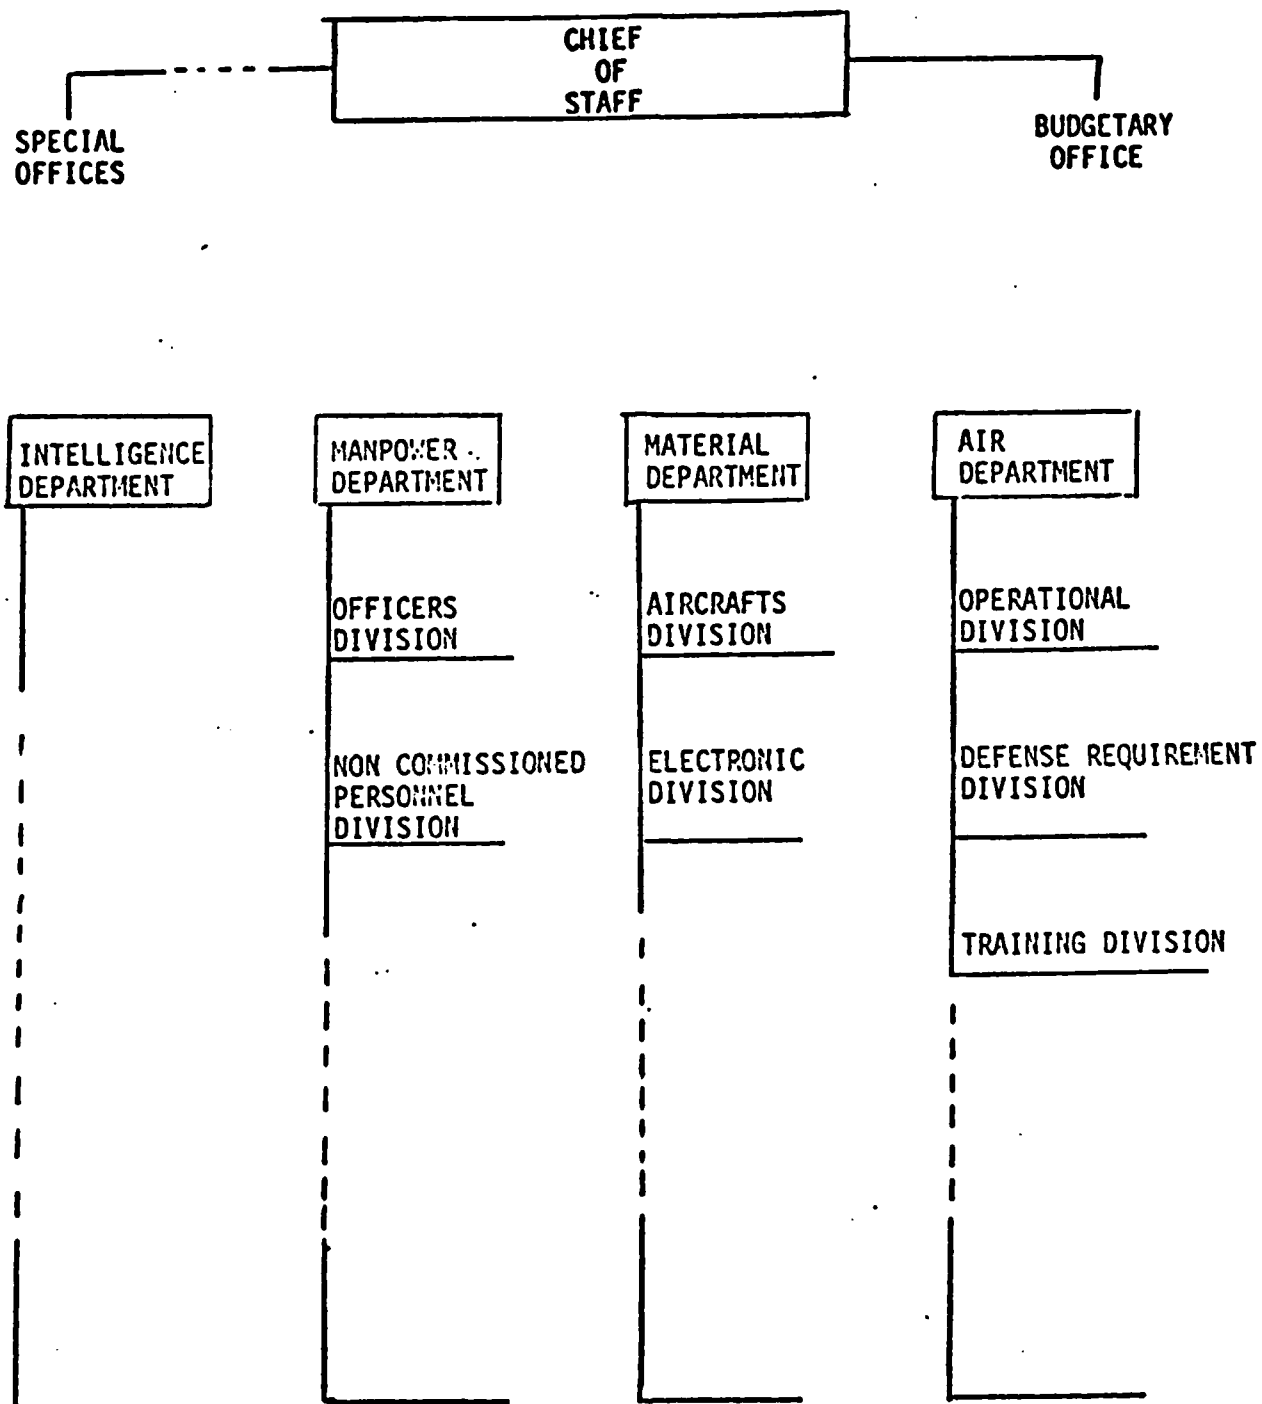 CHIEF
OF
STAFF
SPECIAL
OFFICES
BUDGETARY
OFFICE
INTELLIGENCE
DEPARTMENT
MANPOWER
DEPARTMENT
MATERIAL
DEPARTMENT
AIR
DEPARTMENT
OFFICERS
DIVISION
NON COMMISSIONED
PERSONNEL
DIVISION
AIRCRAFTS
DIVISION
ELECTRONIC
DIVISION
OPERATIONAL
DIVISION
DEFENSE REQUIREMENT
DIVISION
TRAINING DIVISION